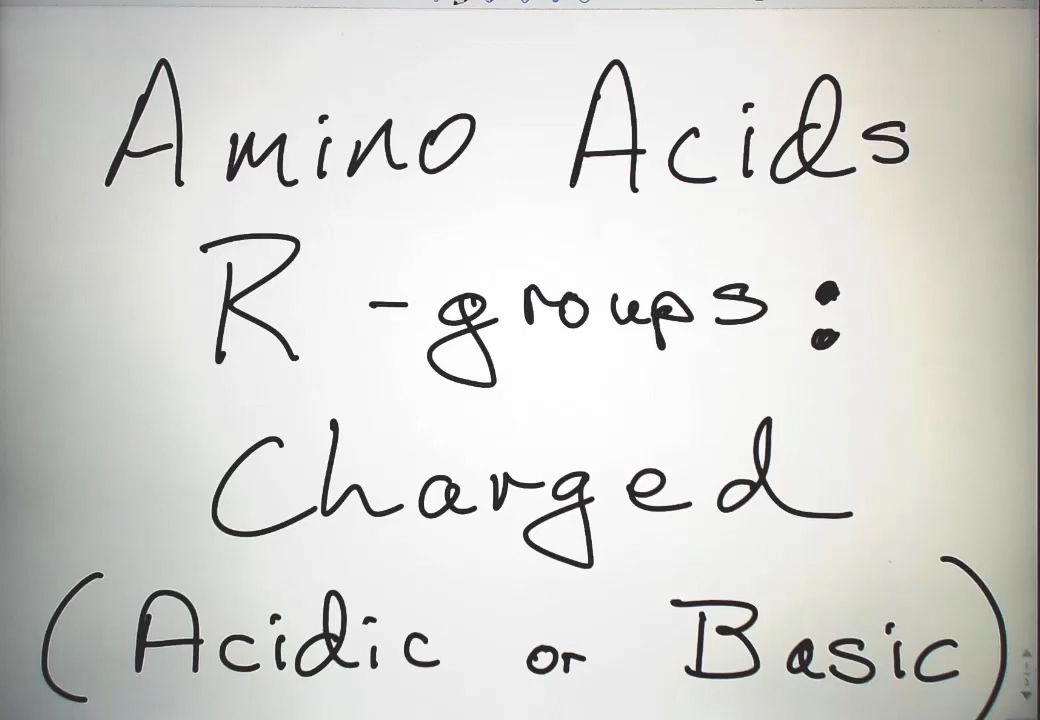 Amino Acids
R-groups:
Charged
(Acidic or Basic)